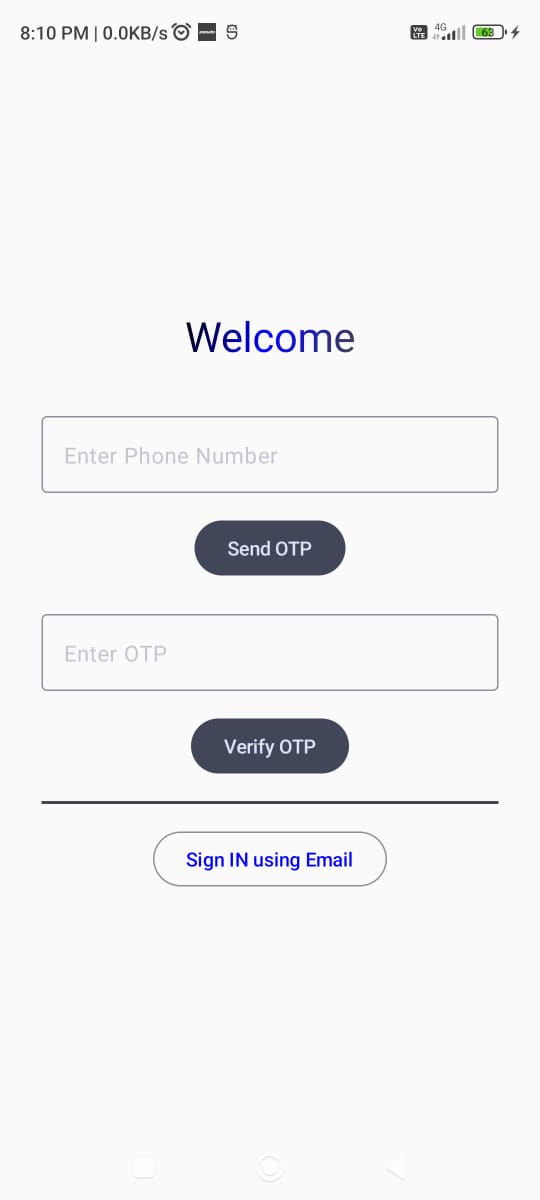 8:10 PM | 0.0KB/s
Vo LTE 4G 63
Welcome
Enter Phone Number
Send OTP
Enter OTP
Verify OTP
Sign IN using Email